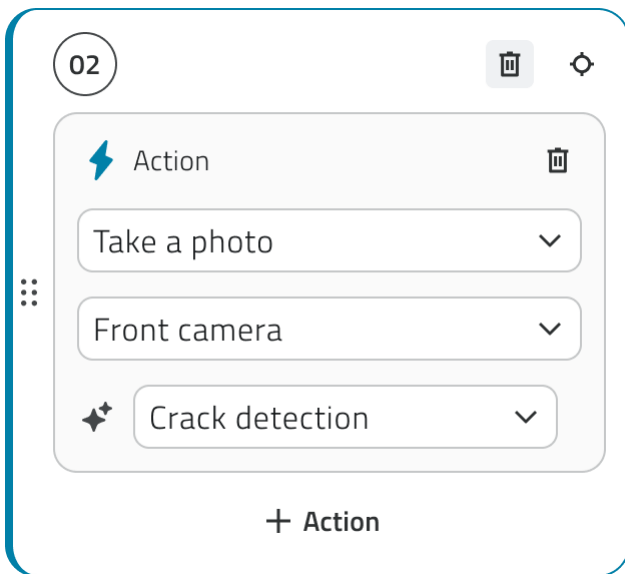 02
Action
Take a photo
Front camera
Crack detection
+ Action